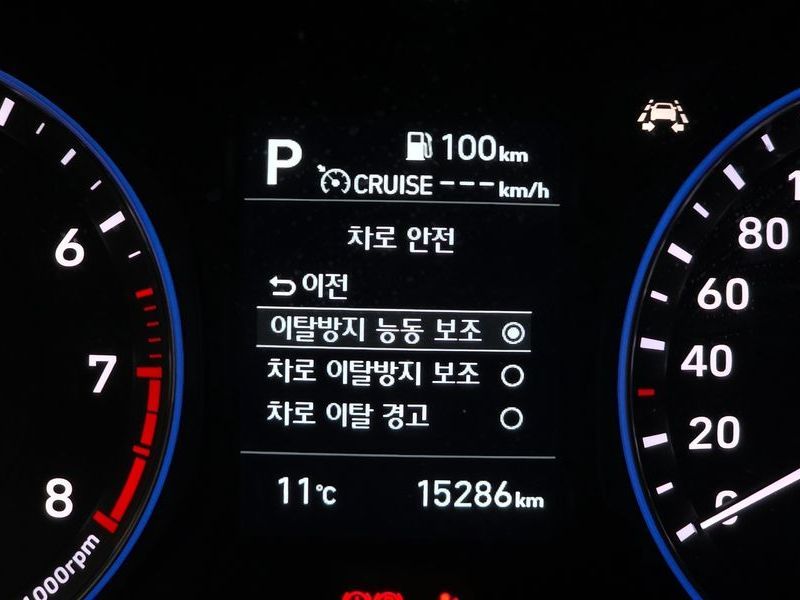 P
100km
CRUISE ---km/h
차로 안전
이전
이탈방지 능동 보조
차로 이탈방지 보조
차로 이탈 경고
11℃
15286km
6
7
8
1000rpm
80
60
40
20
0